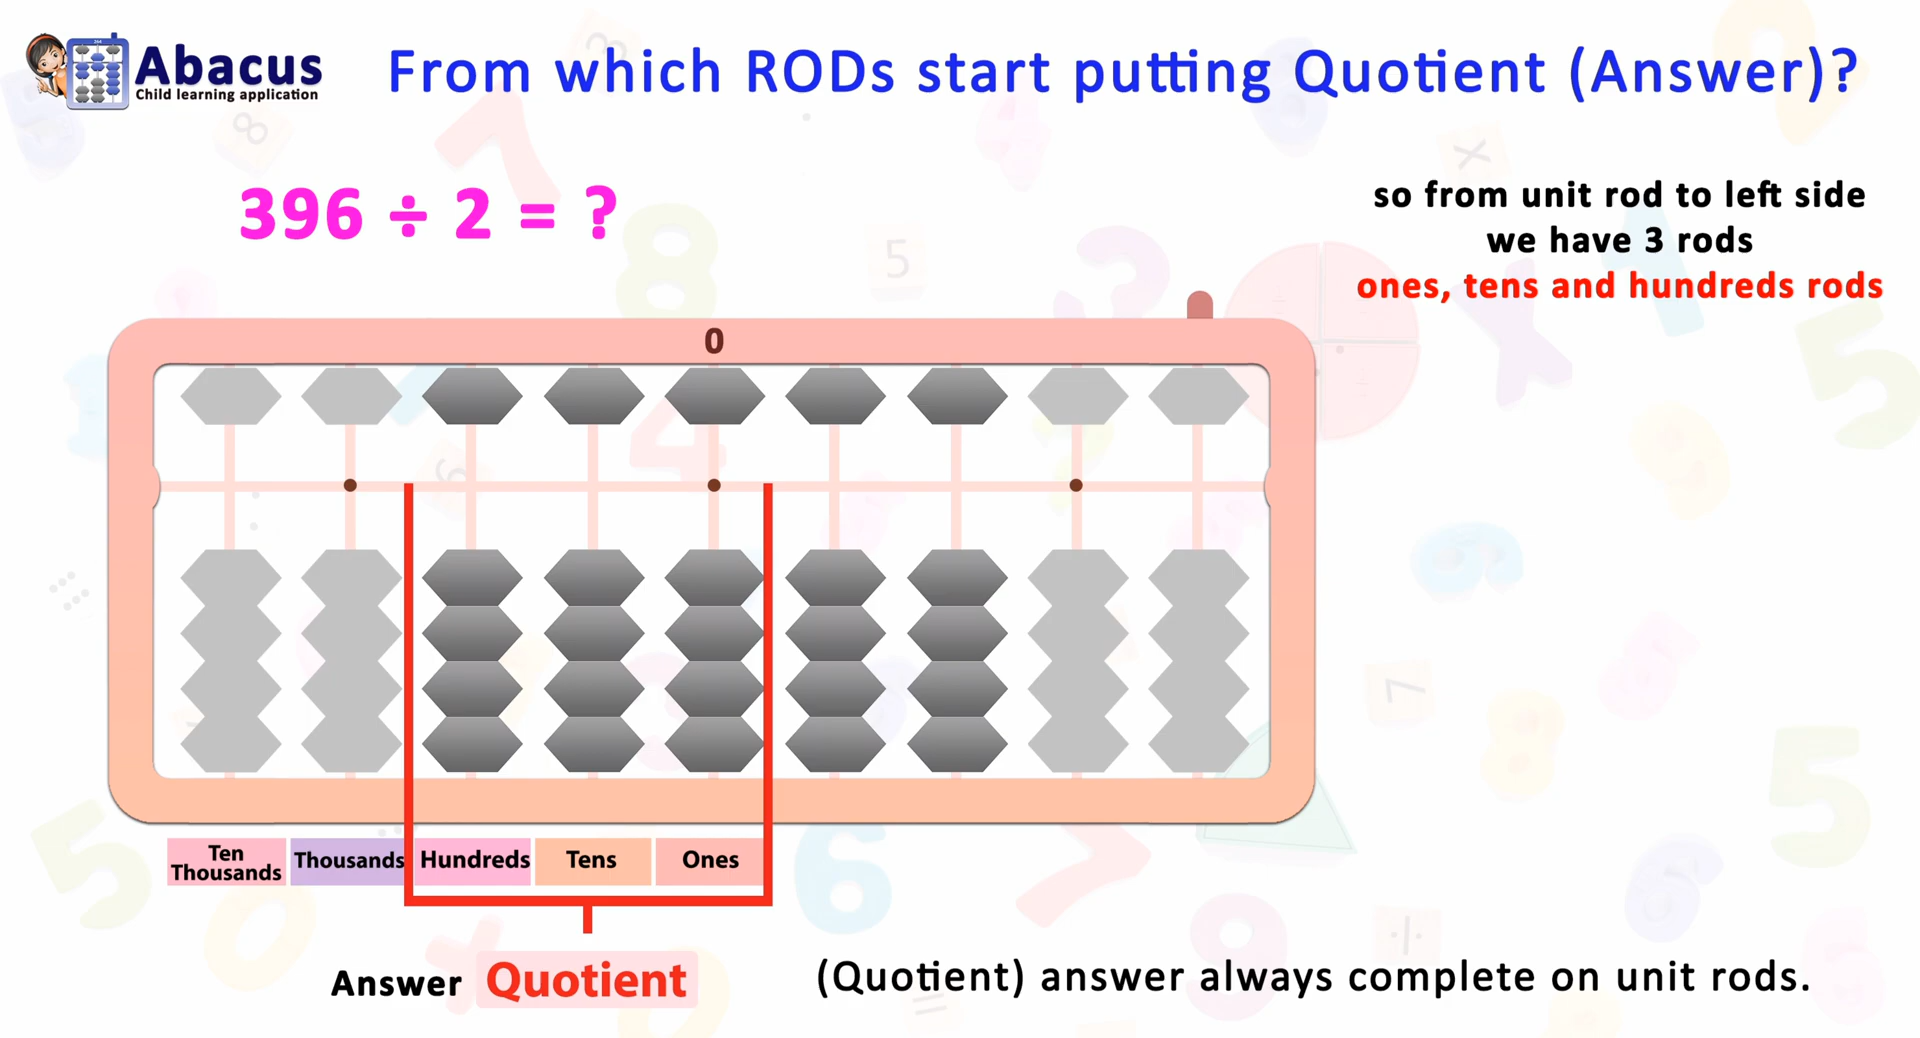 Abacus
Child learning application
From which RODs start putting Quotient (Answer)?
396 ÷ 2 = ?
so from unit rod to left side
we have 3 rods
ones, tens and hundreds rods
0
Ten
Thousands
Thousands
Hundreds
Tens
Ones
Answer Quotient
(Quotient) answer always complete on unit rods.